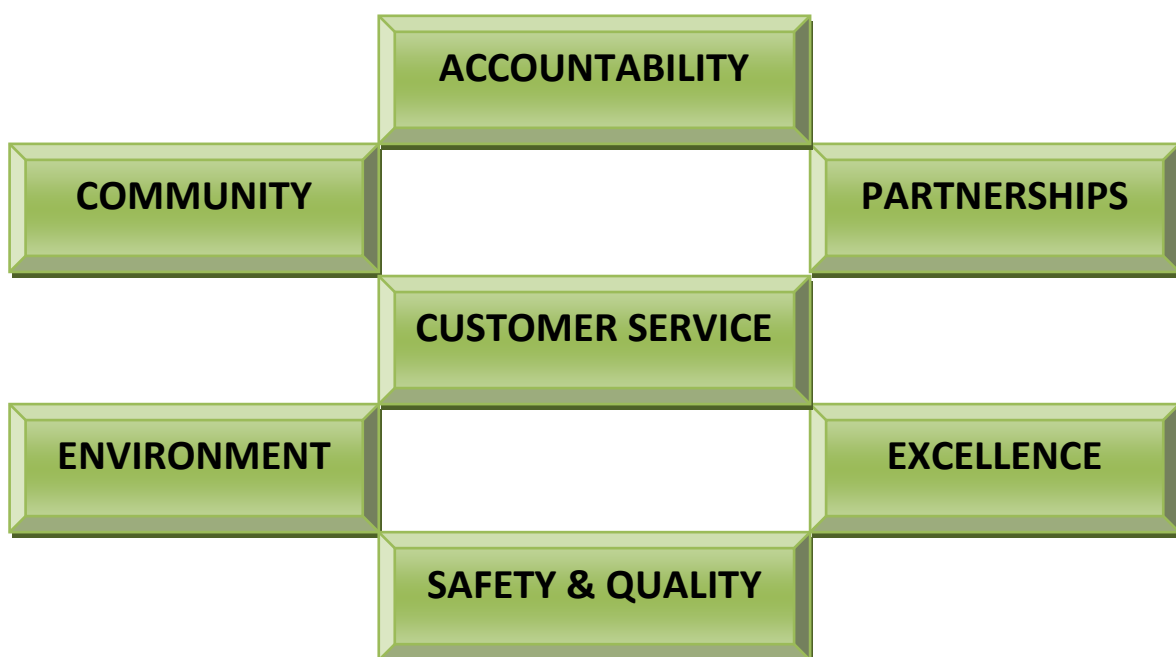 ACCOUNTABILITY
COMMUNITY
PARTNERSHIPS
CUSTOMER SERVICE
ENVIRONMENT
EXCELLENCE
SAFETY & QUALITY